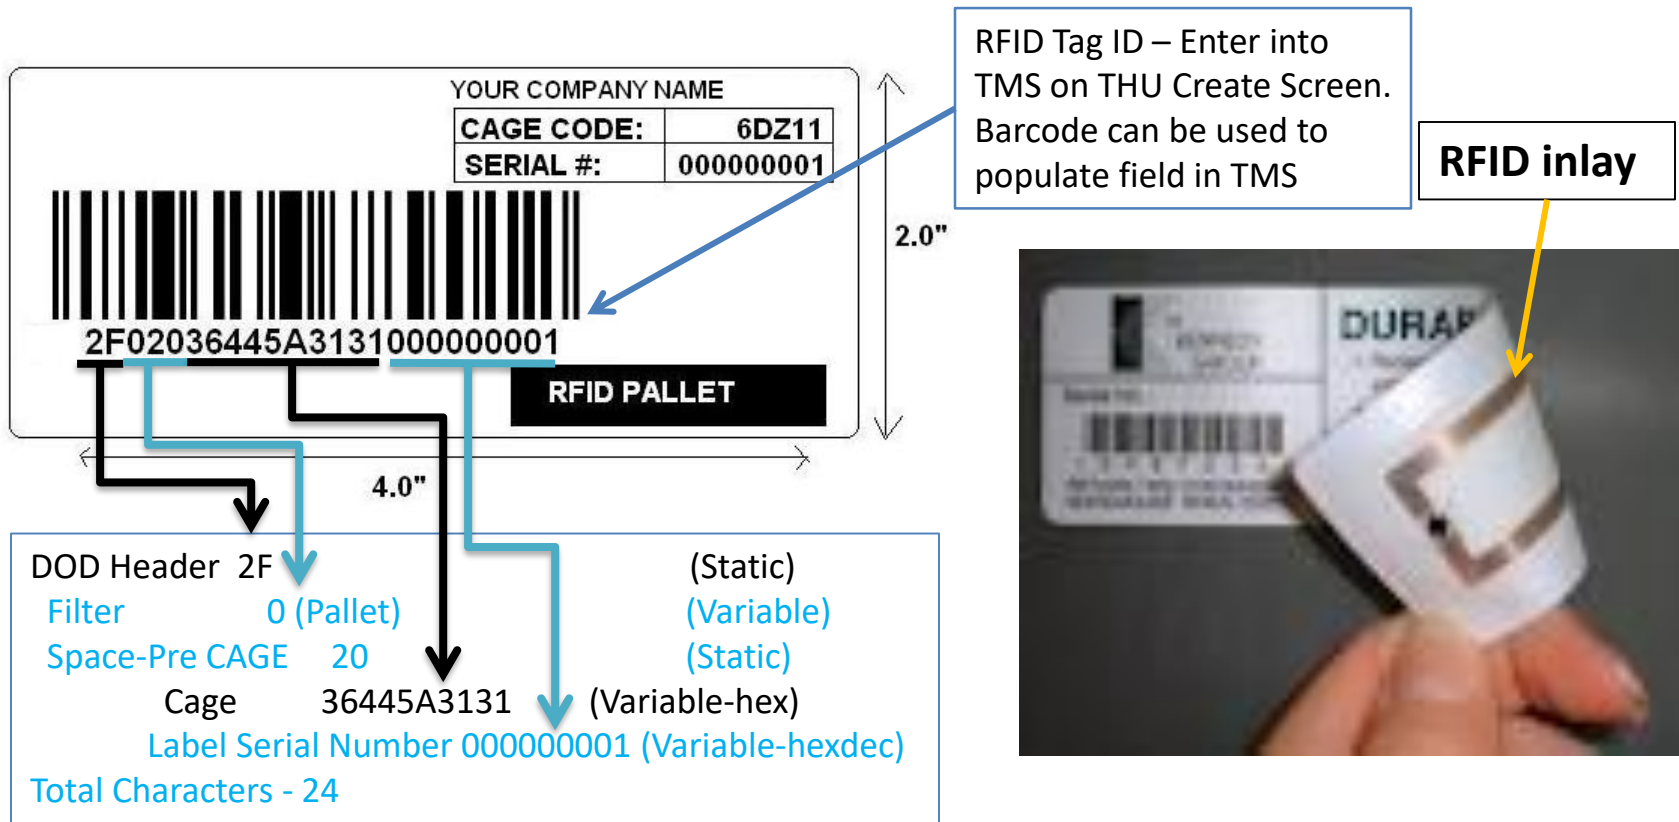 YOUR COMPANY NAME
CAGE CODE: 6DZ11
SERIAL #: 000000001
2F02036445A3131000000001
RFID PALLET
2.0"
4.0"
RFID Tag ID – Enter into
TMS on THU Create Screen.
Barcode can be used to
populate field in TMS
RFID inlay
DURAB
DOD Header 2F (Static)
Filter 0 (Pallet) (Variable)
Space-Pre CAGE 20 (Static)
Cage 36445A3131 (Variable-hex)
Label Serial Number 000000001 (Variable-hexdec)
Total Characters - 24